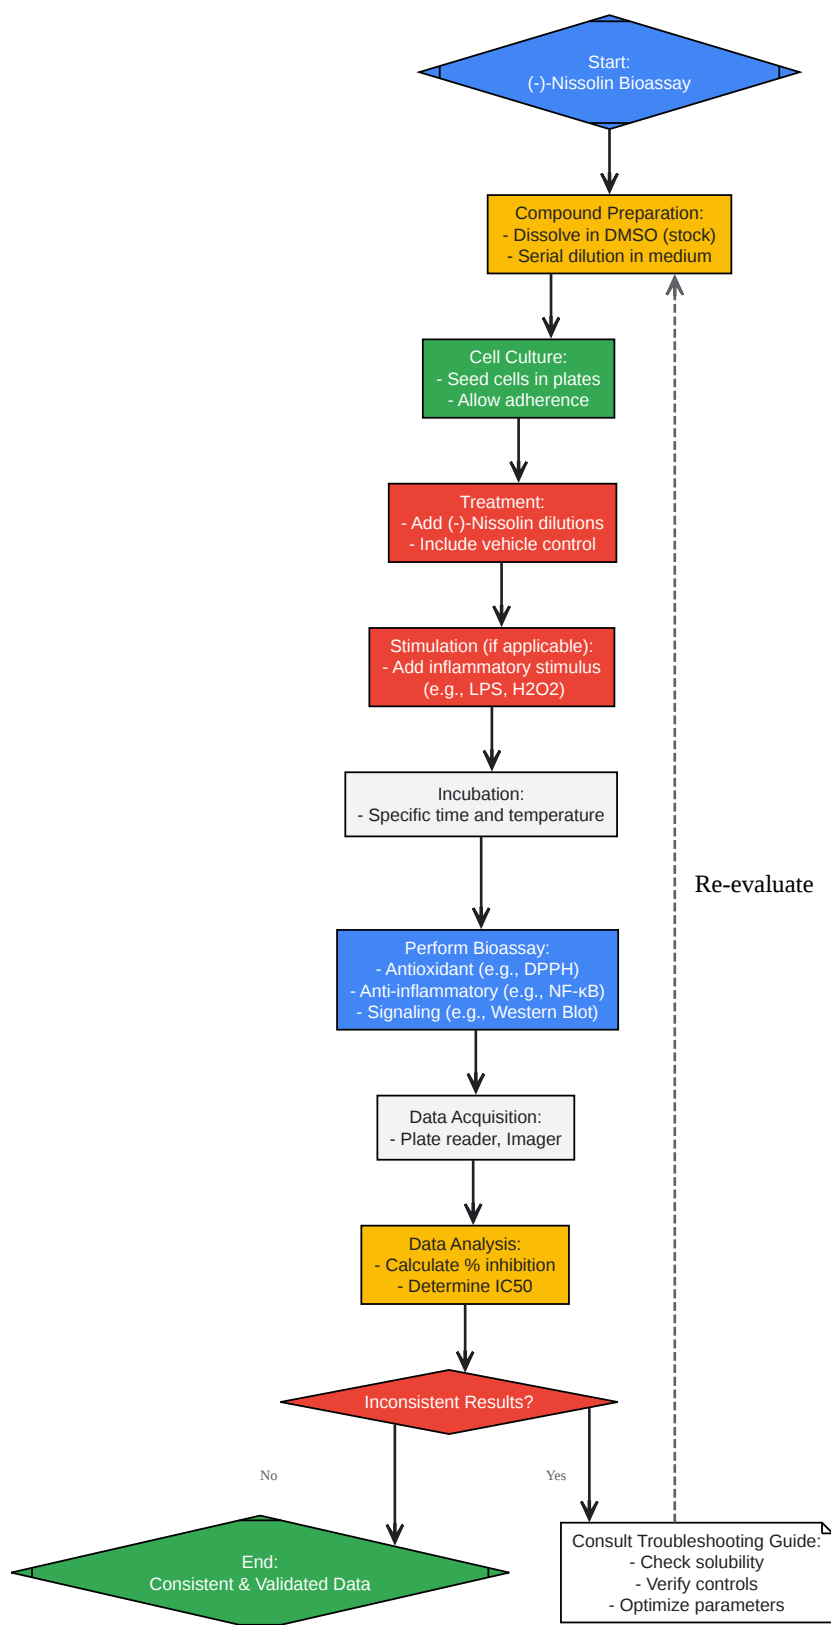 Start:
(-)-Nissolin Bioassay
Compound Preparation:
- Dissolve in DMSO (stock)
- Serial dilution in medium
Cell Culture:
- Seed cells in plates
- Allow adherence
Treatment:
- Add (-)-Nissolin dilutions
- Include vehicle control
Stimulation (if applicable):
- Add inflammatory stimulus
(e.g., LPS, H2O2)
Incubation:
- Specific time and temperature
Re-evaluate
Perform Bioassay:
- Antioxidant (e.g., DPPH)
- Anti-inflammatory (e.g., NF-κB)
- Signaling (e.g., Western Blot)
Data Acquisition:
- Plate reader, Imager
Data Analysis:
- Calculate % inhibition
- Determine IC50
Inconsistent Results?
No
Yes
End:
Consistent & Validated Data
Consult Troubleshooting Guide:
- Check solubility
- Verify controls
- Optimize parameters